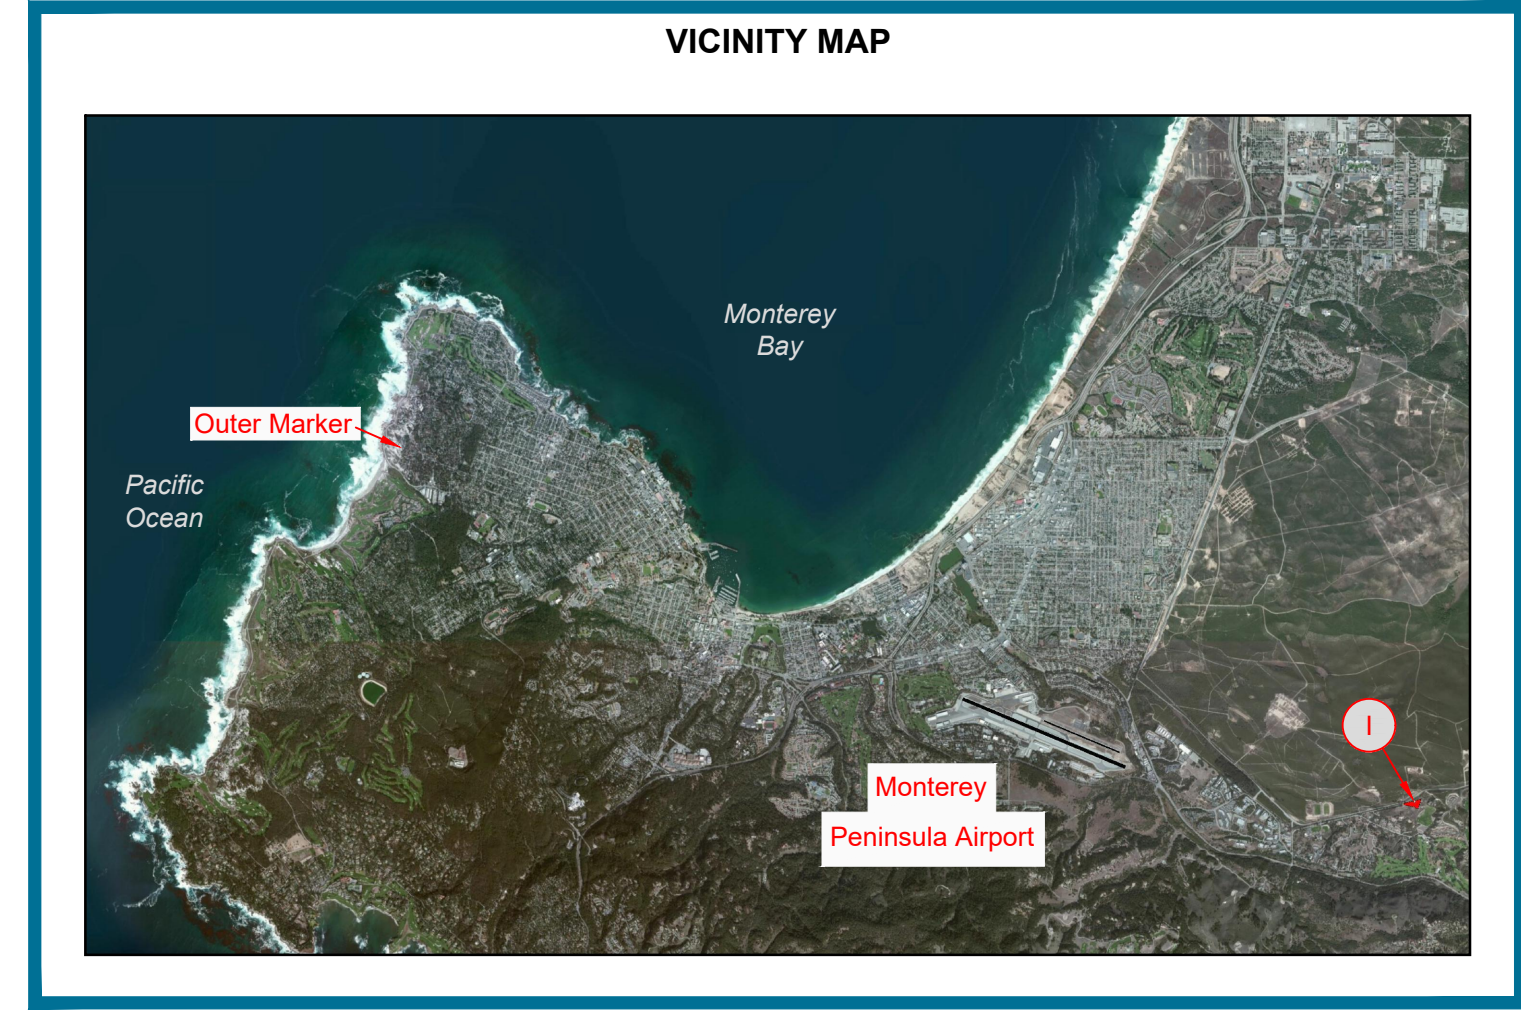 VICINITY MAP
Monterey
Bay
Outer Marker
Pacific
Ocean
I
Monterey
Peninsula Airport